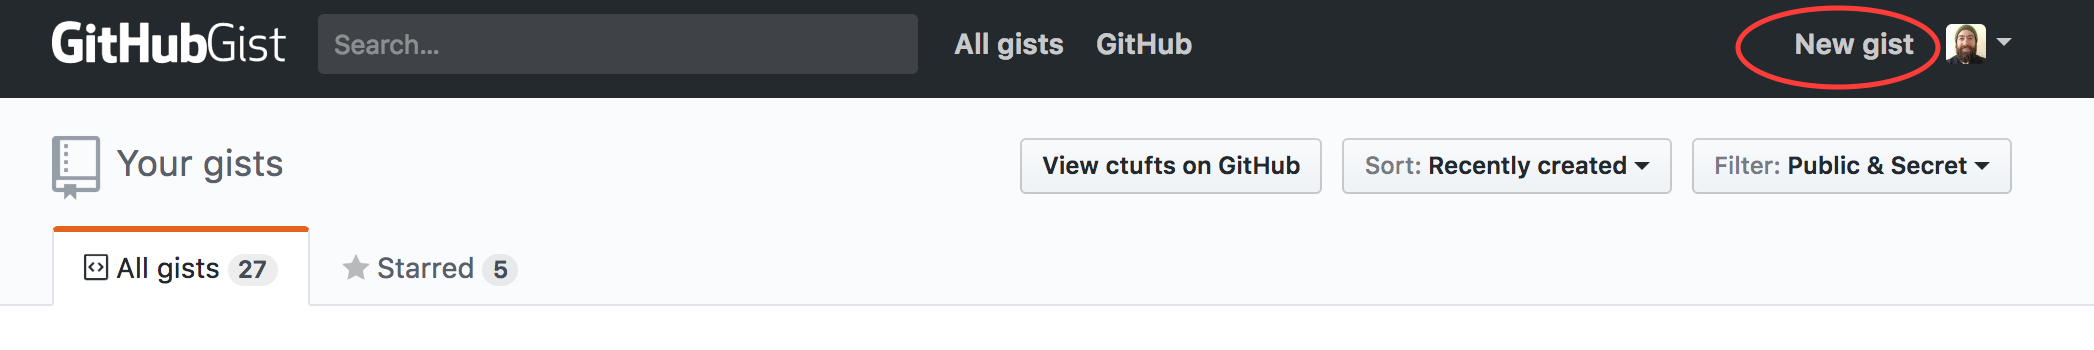 GitHubGist Search... All gists GitHub New gist
Your gists View ctufts on GitHub Sort: Recently created Filter: Public & Secret
All gists 27 Starred 5